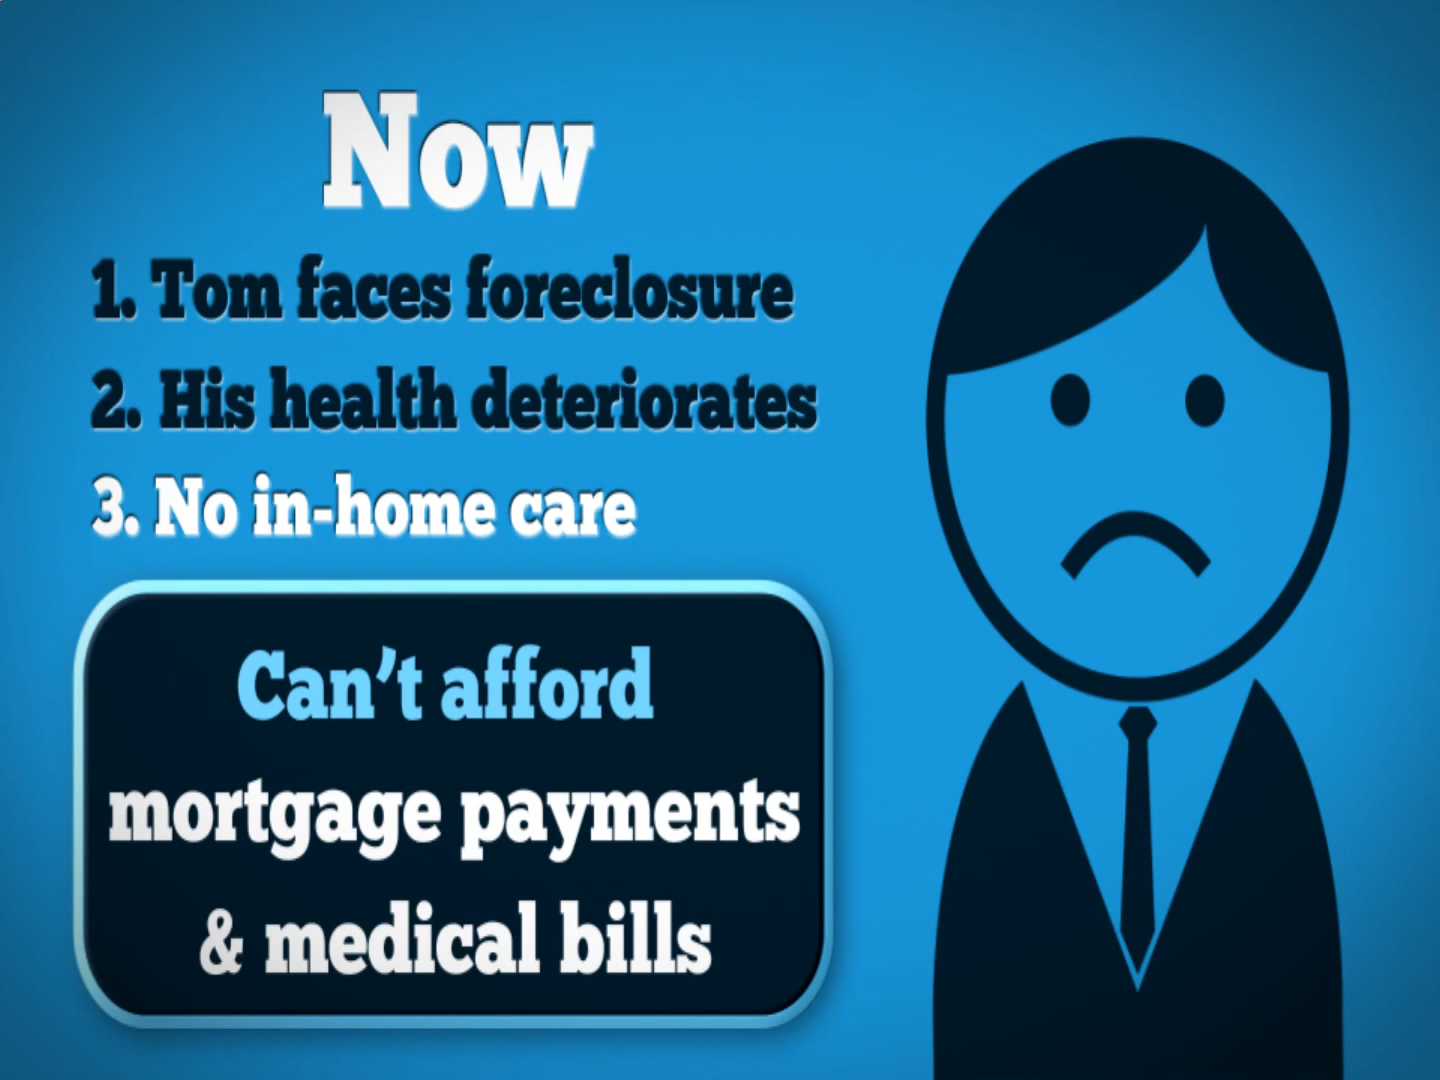 Now
1. Tom faces foreclosure
2. His health deteriorates
3. No in-home care
Can’t afford
mortgage payments
& medical bills